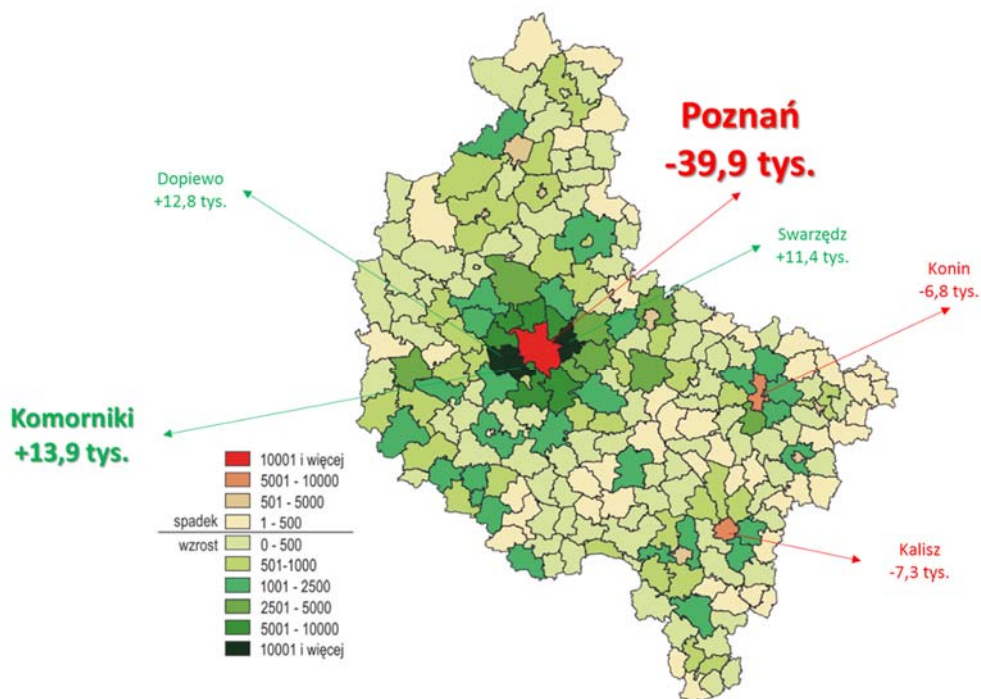 Poznań
-39,9 tys.
Dopiewo
+12,8 tys.
Swarzędz
+11,4 tys.
Konin
-6,8 tys.
Komorniki
+13,9 tys.
10001 i więcej
5001 - 10000
501 - 5000
spadek 1 - 500
wzrost 0 - 500
501-1000
1001 - 2500
2501 - 5000
5001 - 10000
10001 i więcej
Kalisz
-7,3 tys.